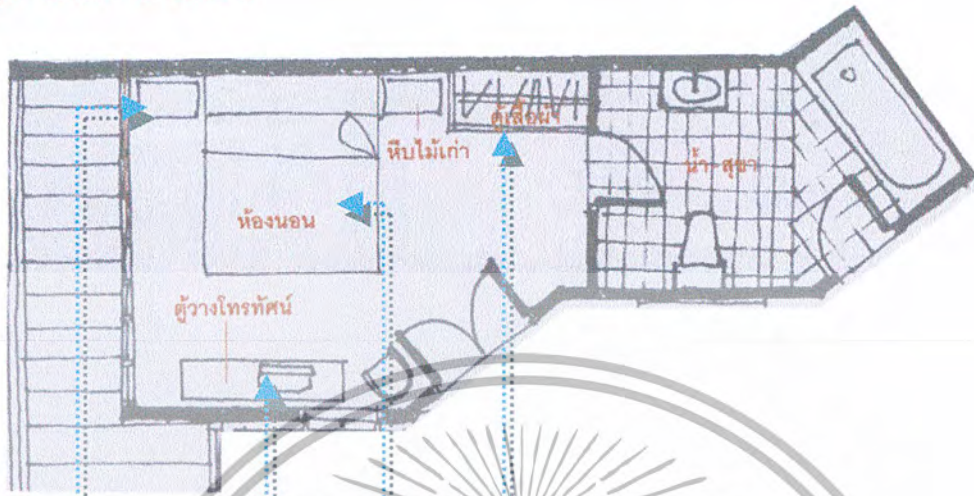 ตู้เสื้อผ้า
หีบไม้เก่า
น้ำ-สุขา
ห้องนอน
ตู้วางโทรทัศน์